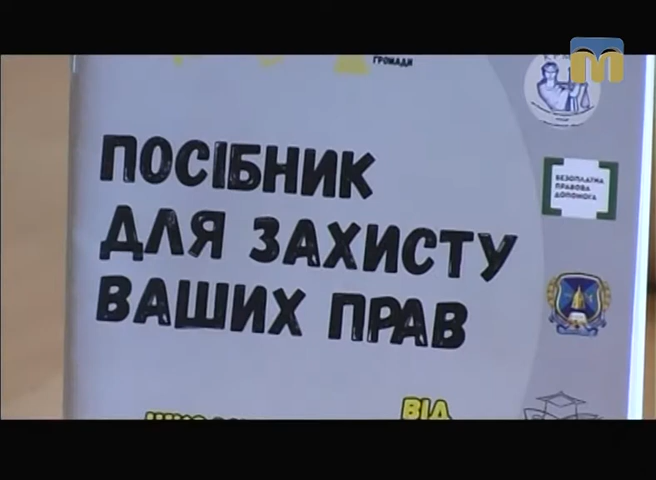 ГРОМАДИ
ПОСІБНИК
ДЛЯ ЗАХИСТУ
ВАШИХ ПРАВ
БЕЗОПЛАТНА
ПРАВОВА
ДОПОМОГА
ВІД